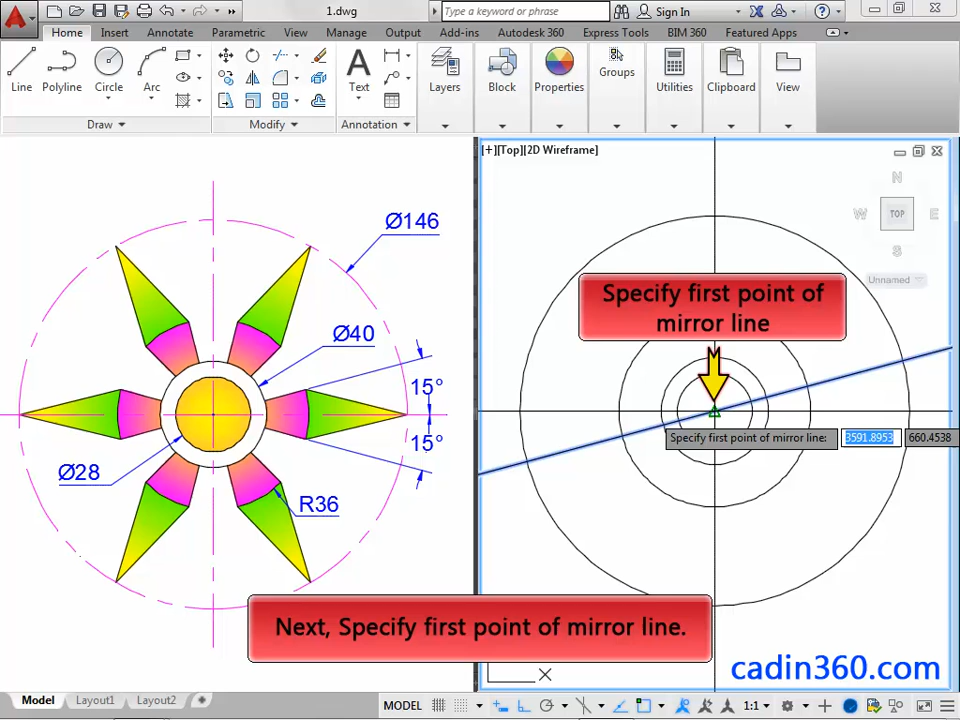 1.dwg
Type a keyword or phrase
Sign In
Home Insert Annotate Parametric View Manage Output Add-ins Autodesk 360 Express Tools BIM 360 Featured Apps
Line Polyline Circle Arc Text Layers Block Properties Groups Utilities Clipboard View
Draw Modify Annotation
[+][Top][2D Wireframe]
N
W TOP E
S
Unnamed
Ø146
Ø40
15°
15°
Ø28
R36
Specify first point of
mirror line
Specify first point of mirror line: 3591.8953 660.4538
Next, Specify first point of mirror line.
X
cadin360.com
Model Layout1 Layout2
MODEL 1:1